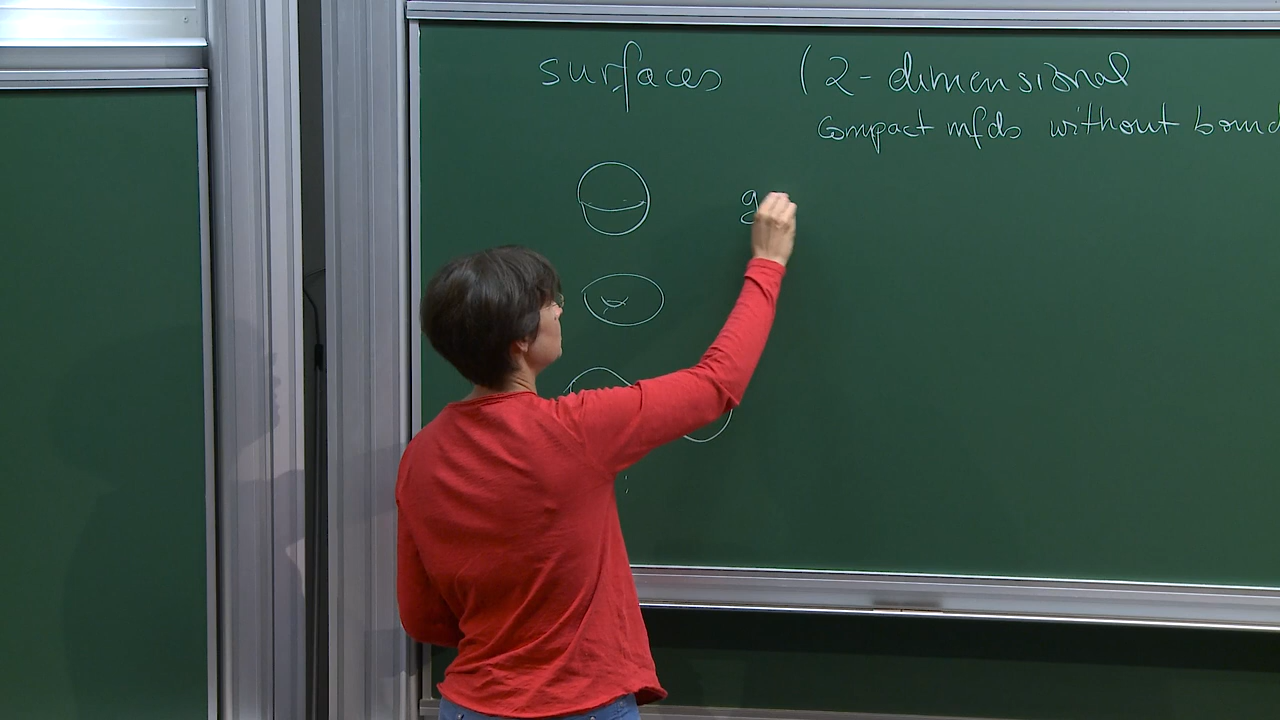 surfaces (2-dimensional
compact mfds without bound
g